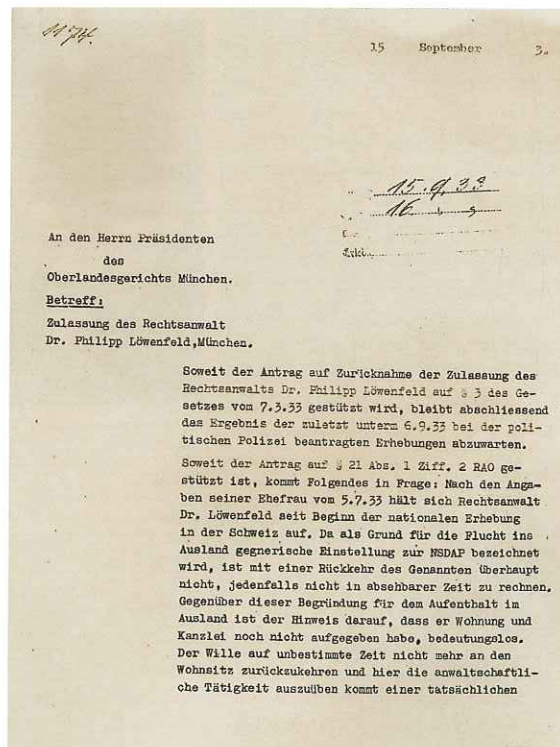 15 September 3.
15.9.33
16.
An den Herrn Präsidenten
des
Oberlandesgerichts München.
Betreff:
Zulassung des Rechtsanwalt
Dr. Philipp Löwenfeld,München.
Soweit der Antrag auf Zurücknahme der Zulassung des
Rechtsanwalts Dr. Philipp Löwenfeld auf § 3 des Ge-
setzes vom 7.3.33 gestützt wird, bleibt abschliessend
das Ergebnis der zuletzt unterm 6.9.33 bei der poli-
tischen Polizei beantragten Erhebungen abzuwarten.
Soweit der Antrag auf § 21 Abs. 1 Ziff. 2 RAO ge-
stützt ist, kommt Folgendes in Frage: Nach den Anga-
ben seiner Ehefrau vom 5.7.33 hält sich Rechtsanwalt
Dr. Löwenfeld seit Beginn der nationalen Erhebung
in der Schweiz auf. Da als Grund für die Flucht ins
Ausland gegnerische Einstellung zur NSDAP bezeichnet
wird, ist mit einer Rückkehr des Genannten überhaupt
nicht, jedenfalls nicht in absehbarer Zeit zu rechnen.
Gegenüber dieser Begründung für dem Aufenthalt im
Ausland ist der Hinweis darauf, dass er Wohnung und
Kanzlei noch nicht aufgegeben habe, bedeutungslos.
Der Wille auf unbestimmte Zeit nicht mehr an den
Wohnsitz zurückzukehren und hier die anwaltschaftli-
che Tätigkeit auszuüben kommt einer tatsächlichen